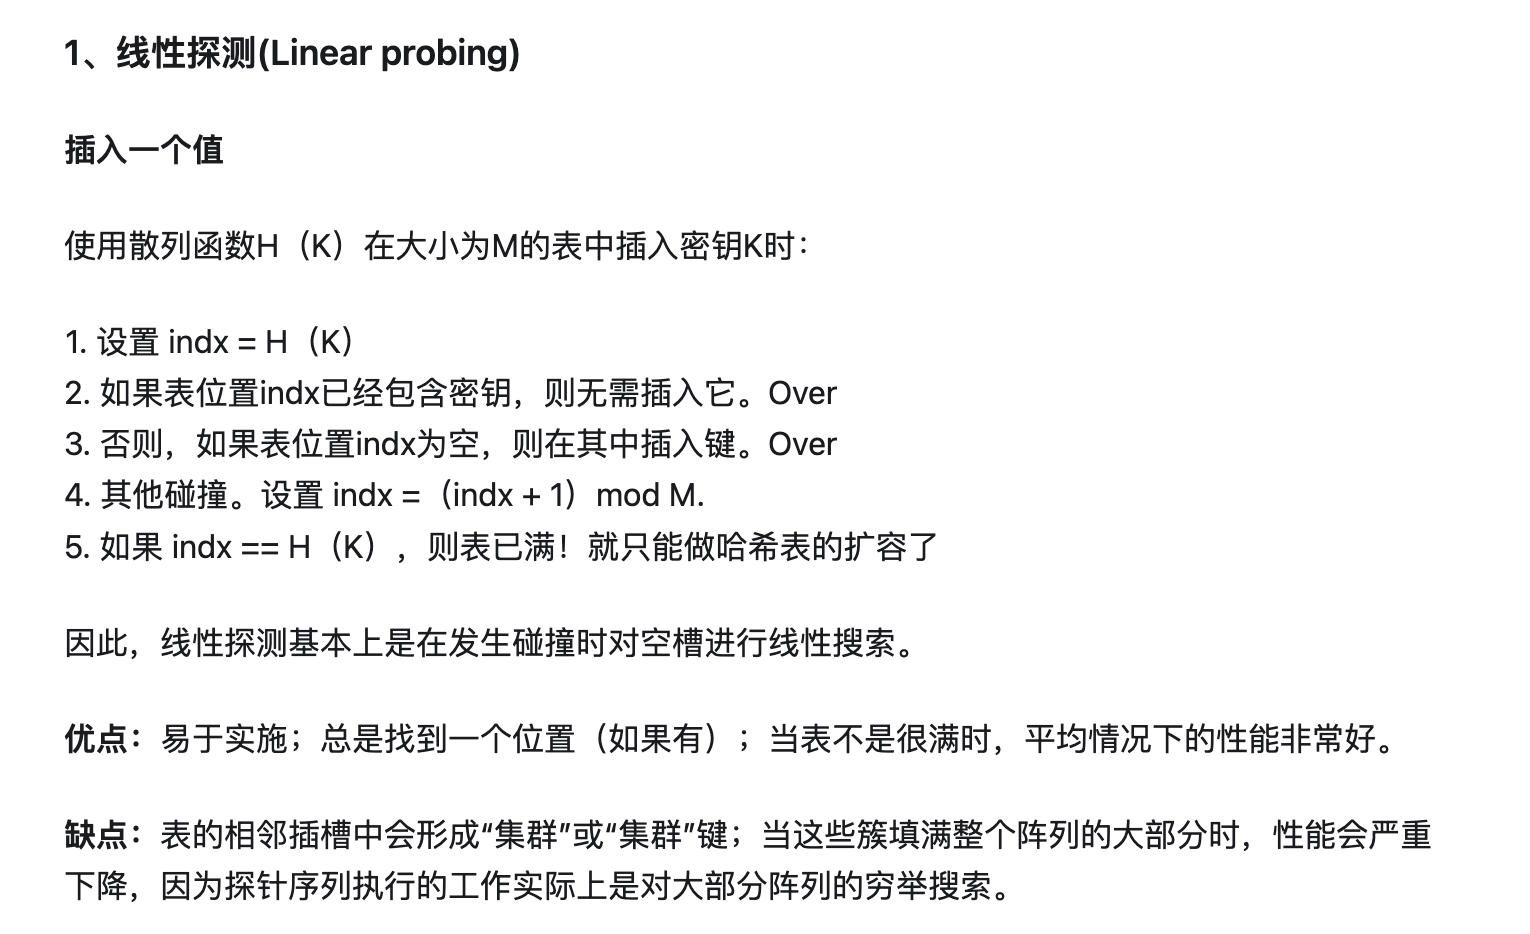 1、线性探测(Linear probing)
插入一个值
使用散列函数H（K）在大小为M的表中插入密钥K时：
1. 设置 indx = H（K）
2. 如果表位置indx已经包含密钥，则无需插入它。Over
3. 否则，如果表位置indx为空，则在其中插入键。Over
4. 其他碰撞。设置 indx =（indx + 1）mod M.
5. 如果 indx == H（K），则表已满！就只能做哈希表的扩容了
因此，线性探测基本上是在发生碰撞时对空槽进行线性搜索。
优点：易于实施；总是找到一个位置（如果有）；当表不是很满时，平均情况下的性能非常好。
缺点：表的相邻插槽中会形成“集群”或“集群”键；当这些簇填满整个阵列的大部分时，性能会严重
下降，因为探针序列执行的工作实际上是对大部分阵列的穷举搜索。